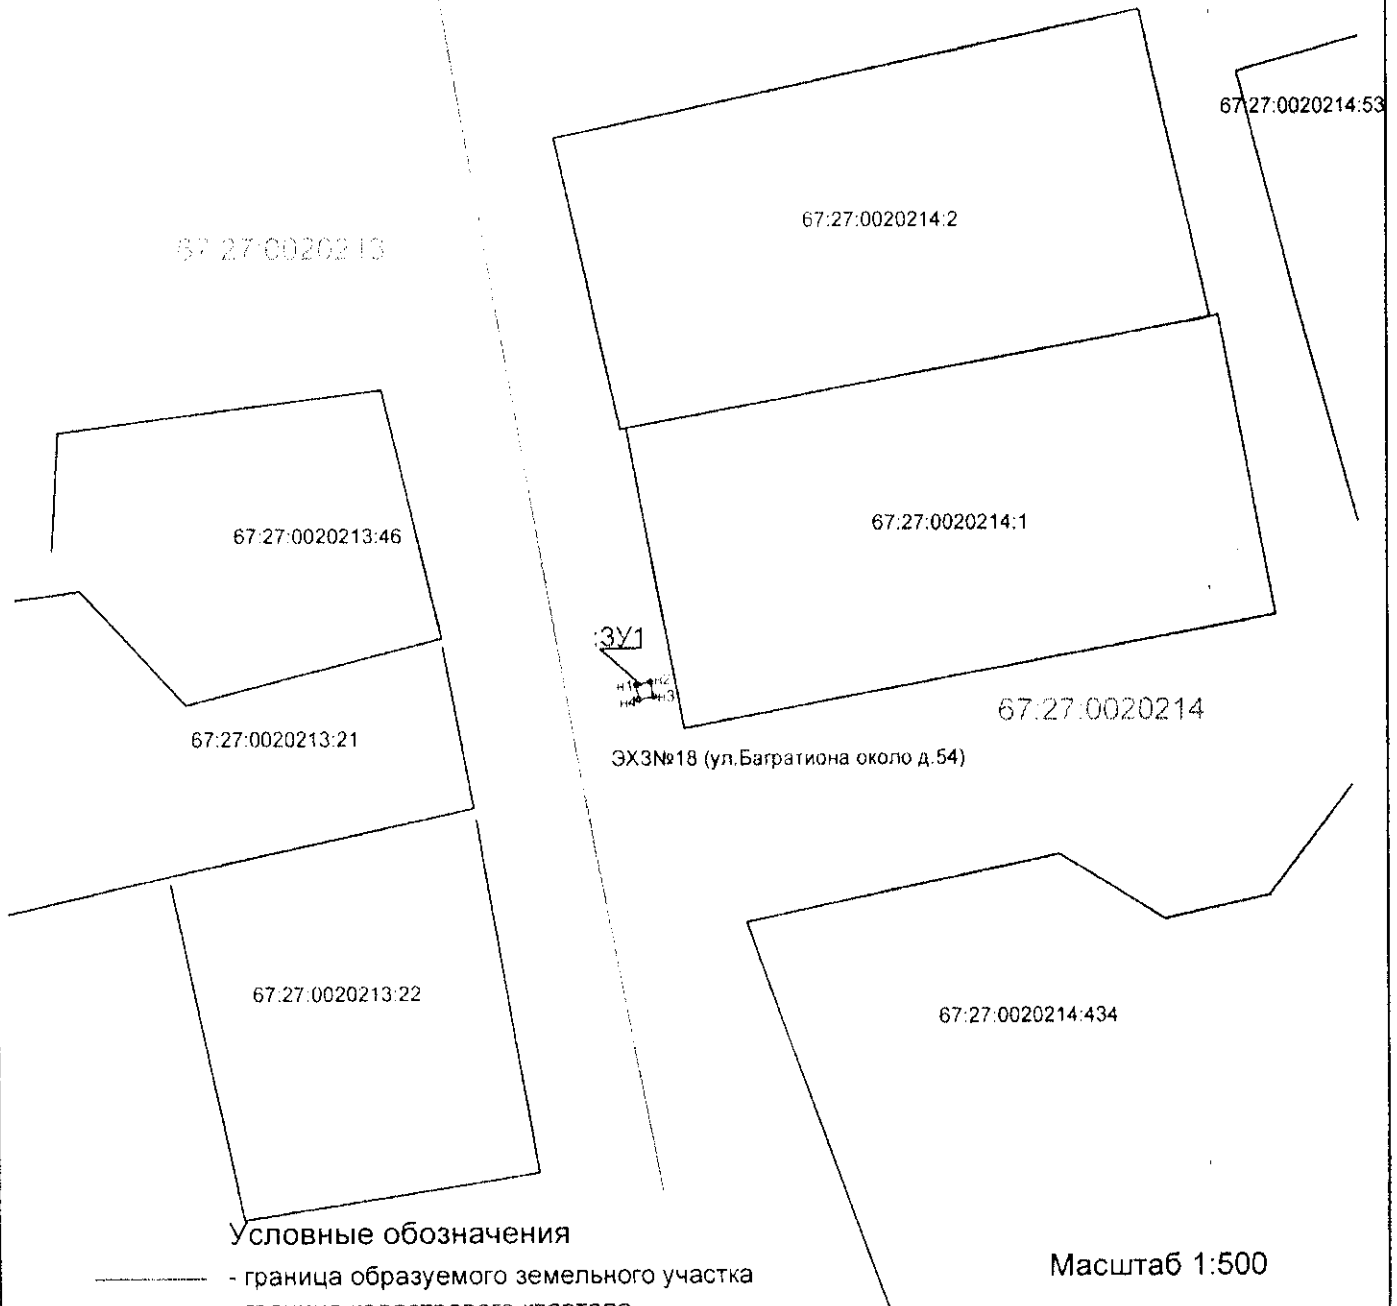 67:27:0020214:53
67:27:0020214:2
67:27:0020213
67:27:0020213:46
67:27:0020214:1
:ЗУ1
н1 н2
н4 н3
67:27:0020214
67:27:0020213:21
ЭХЗ№18 (ул.Багратиона около д.54)
67:27:0020213:22
67:27:0020214:434
Условные обозначения
Масштаб 1:500
- граница образуемого земельного участка